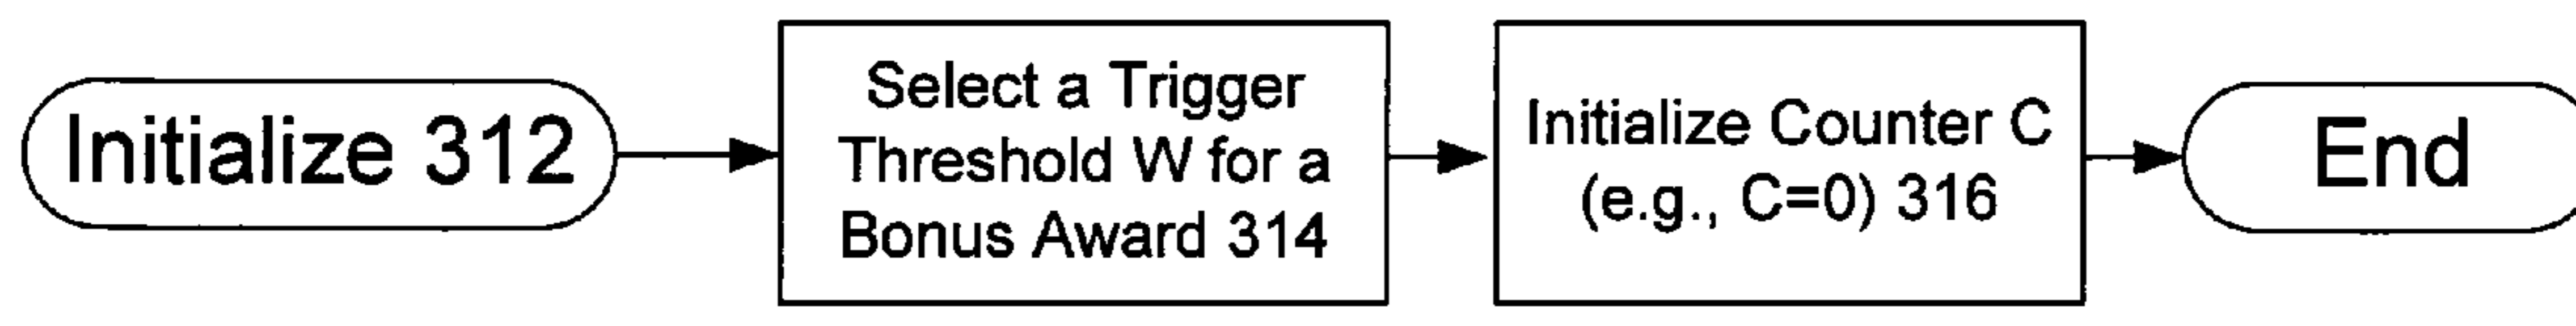 Initialize 312
Select a Trigger
Threshold W for a
Bonus Award 314
Initialize Counter C
(e.g., C=0) 316
End